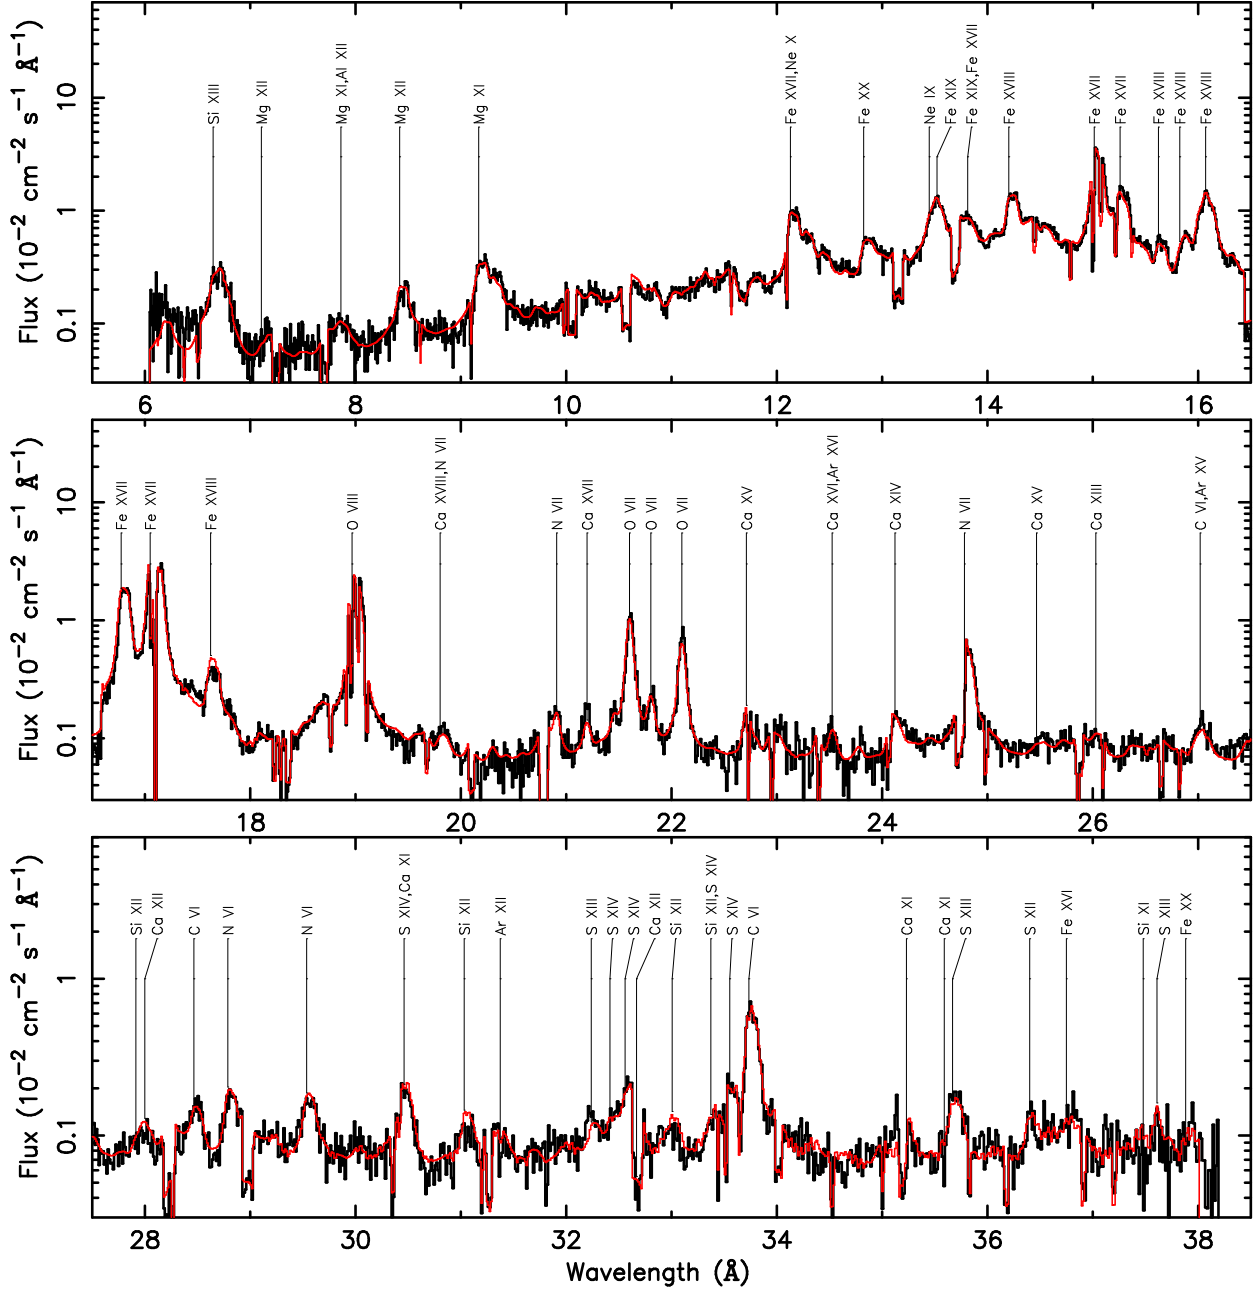 Flux (10⁻² cm⁻² s⁻¹ Å⁻¹)
10
1
0.1
Si XIII
Mg XII
Mg XI,Al XII
Mg XII
Mg XI
Fe XVII,Ne X
Fe XX
Ne IX
Fe XIX
Fe XIX,Fe XVII
Fe XVIII
Fe XVII
Fe XVII
Fe XVIII
Fe XVIII
Fe XVIII
6 8 10 12 14 16
Flux (10⁻² cm⁻² s⁻¹ Å⁻¹)
10
1
0.1
Fe XVII
Fe XVII
Fe XVIII
O VIII
Ca XVIII,N VII
N VII
Ca XVII
O VII
O VII
O VII
Ca XV
Ca XVI,Ar XVI
Ca XIV
N VII
Ca XV
Ca XIII
C VI,Ar XV
18 20 22 24 26
Flux (10⁻² cm⁻² s⁻¹ Å⁻¹)
1
0.1
Si XII
Ca XII
C VI
N VI
N VI
S XIV,Ca XI
Si XII
Ar XII
S XIII
S XIV
S XIV
Ca XII
Si XII
Si XII,S XIV
S XIV
C VI
Ca XI
Ca XI
S XIII
S XII
Fe XVI
Si XI
S XIII
Fe XX
28 30 32 34 36 38
Wavelength (Å)